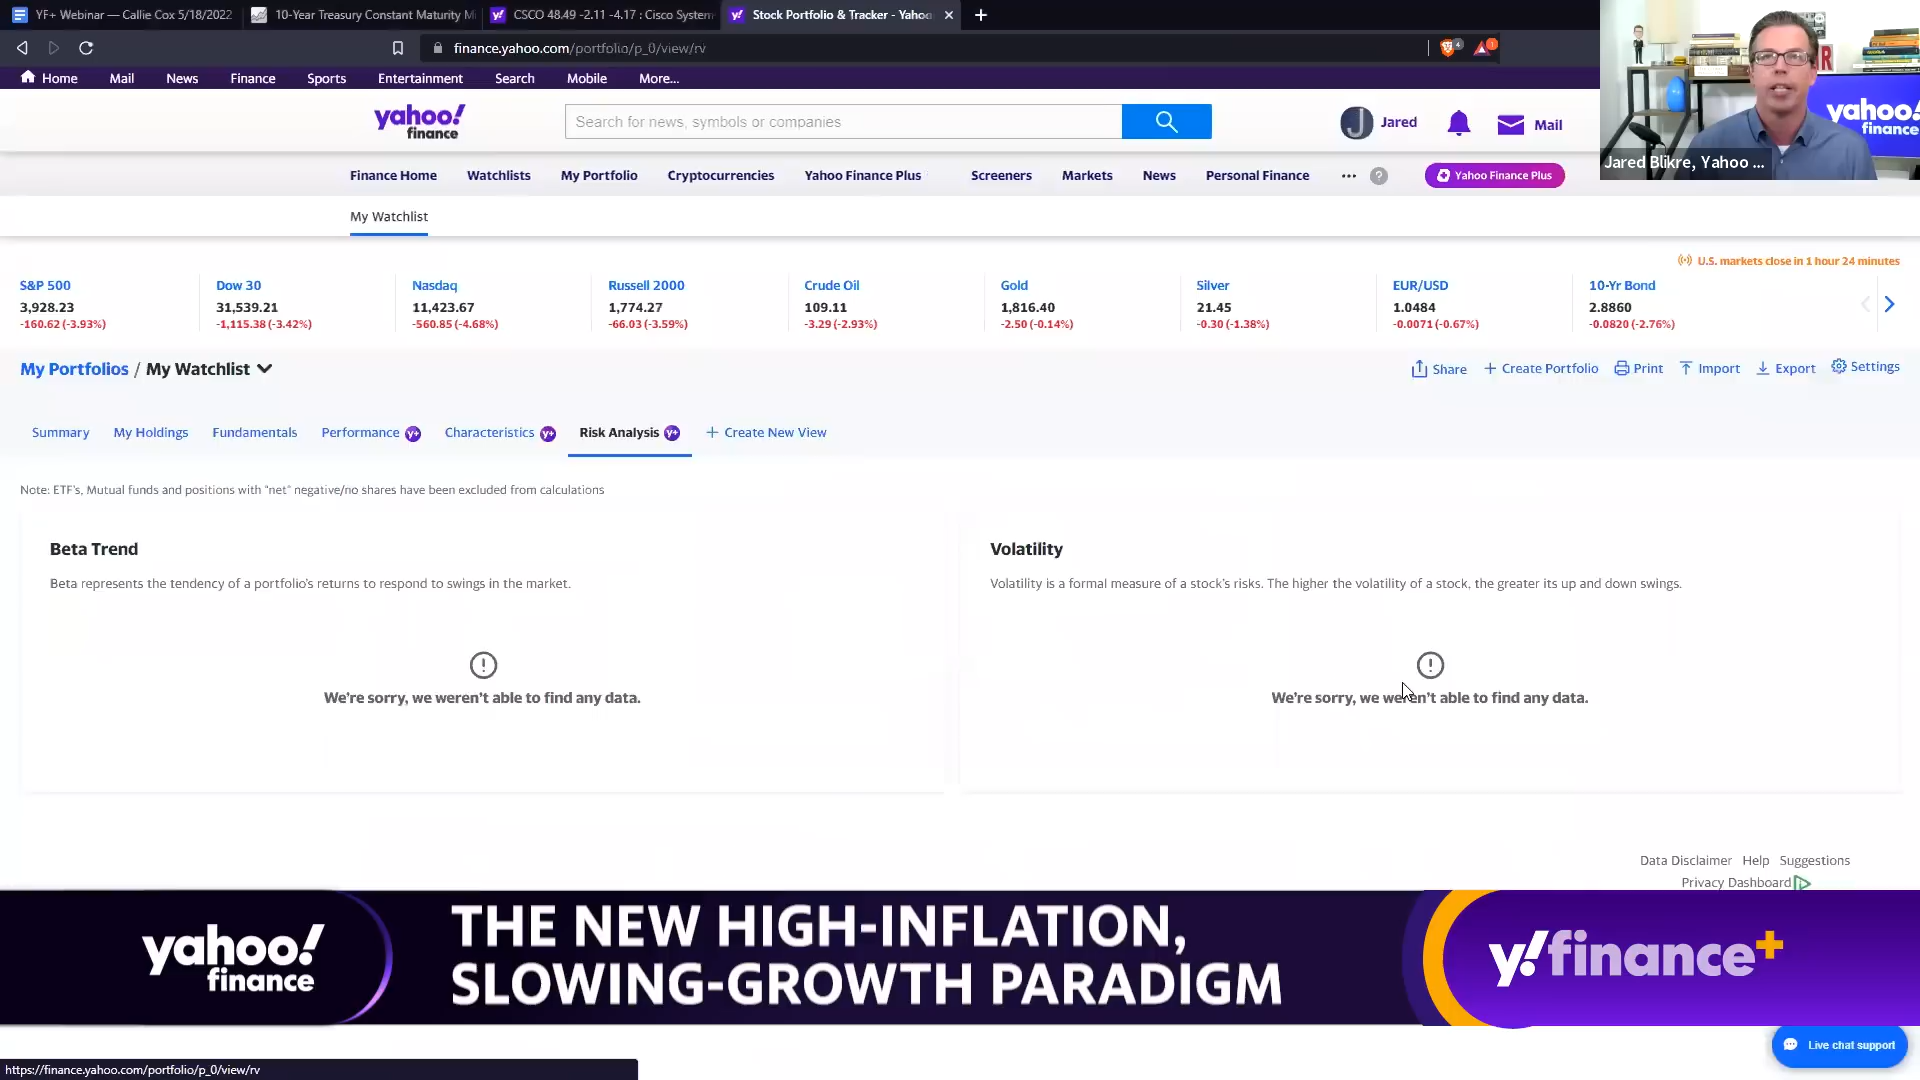 YF+ Webinar — Callie Cox 5/18/2022
10-Year Treasury Constant Maturity M
CSCO 48.49 -2.11 -4.17 : Cisco System
Stock Portfolio & Tracker - Yahoo
finance.yahoo.com/portfolio/p_0/view/rv
4
1
Home Mail News Finance Sports Entertainment Search Mobile More...
yahoo!
finance
Search for news, symbols or companies
J Jared
Mail
Jared Blikre, Yahoo ...
yahoo!
finance
Finance Home Watchlists My Portfolio Cryptocurrencies Yahoo Finance Plus Screeners Markets News Personal Finance ... ? Yahoo Finance Plus
My Watchlist
U.S. markets close in 1 hour 24 minutes
S&P 500 Dow 30 Nasdaq Russell 2000 Crude Oil Gold Silver EUR/USD 10-Yr Bond
3,928.23 31,539.21 11,423.67 1,774.27 109.11 1,816.40 21.45 1.0484 2.8860
-160.62 (-3.93%) -1,115.38 (-3.42%) -560.85 (-4.68%) -66.03 (-3.59%) -3.29 (-2.93%) -2.50 (-0.14%) -0.30 (-1.38%) -0.0071 (-0.67%) -0.0820 (-2.76%)
My Portfolios / My Watchlist
Share + Create Portfolio Print Import Export Settings
Summary My Holdings Fundamentals Performance y+ Characteristics y+ Risk Analysis y+ + Create New View
Note: ETF's, Mutual funds and positions with "net" negative/no shares have been excluded from calculations
Beta Trend
Beta represents the tendency of a portfolio's returns to respond to swings in the market.
We're sorry, we weren't able to find any data.
Volatility
Volatility is a formal measure of a stock's risks. The higher the volatility of a stock, the greater its up and down swings.
We're sorry, we weren't able to find any data.
Data Disclaimer Help Suggestions
Privacy Dashboard
yahoo!
finance
THE NEW HIGH-INFLATION,
SLOWING-GROWTH PARADIGM
y!finance+
Live chat support
https://finance.yahoo.com/portfolio/p_0/view/rv